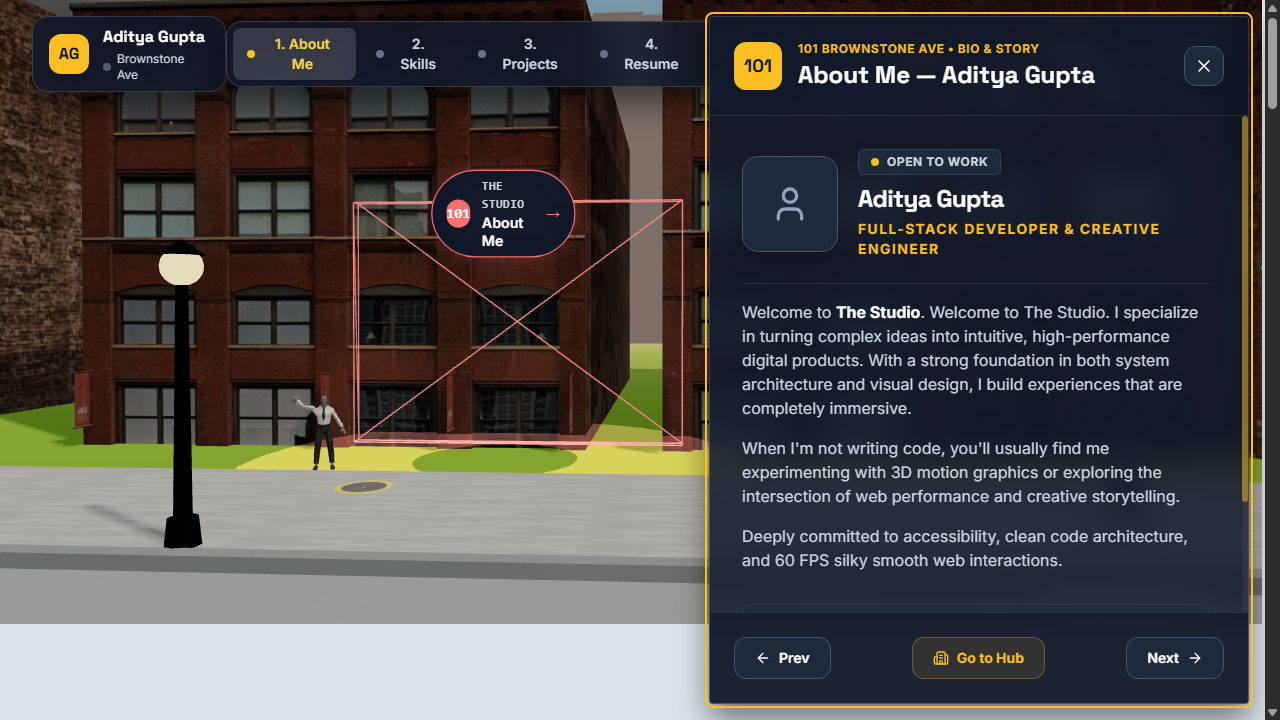 AG
Aditya Gupta
Brownstone
Ave
1. About
Me
2.
Skills
3.
Projects
4.
Resume
101
THE
STUDIO
About
Me
→
101
101 BROWNSTONE AVE • BIO & STORY
About Me — Aditya Gupta
OPEN TO WORK
Aditya Gupta
FULL-STACK DEVELOPER & CREATIVE
ENGINEER
Welcome to The Studio. Welcome to The Studio. I specialize
in turning complex ideas into intuitive, high-performance
digital products. With a strong foundation in both system
architecture and visual design, I build experiences that are
completely immersive.
When I'm not writing code, you'll usually find me
experimenting with 3D motion graphics or exploring the
intersection of web performance and creative storytelling.
Deeply committed to accessibility, clean code architecture,
and 60 FPS silky smooth web interactions.
Prev
Go to Hub
Next